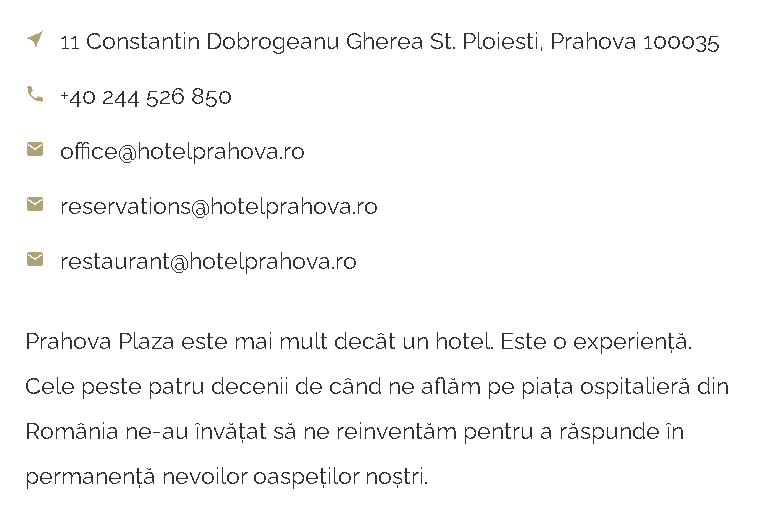 11 Constantin Dobrogeanu Gherea St. Ploiesti, Prahova 100035
+40 244 526 850
office@hotelprahova.ro
reservations@hotelprahova.ro
restaurant@hotelprahova.ro
Prahova Plaza este mai mult decât un hotel. Este o experiență.
Cele peste patru decenii de când ne aflăm pe piața ospitalieră din
România ne-au învățat să ne reinventăm pentru a răspunde în
permanență nevoilor oaspeților noștri.